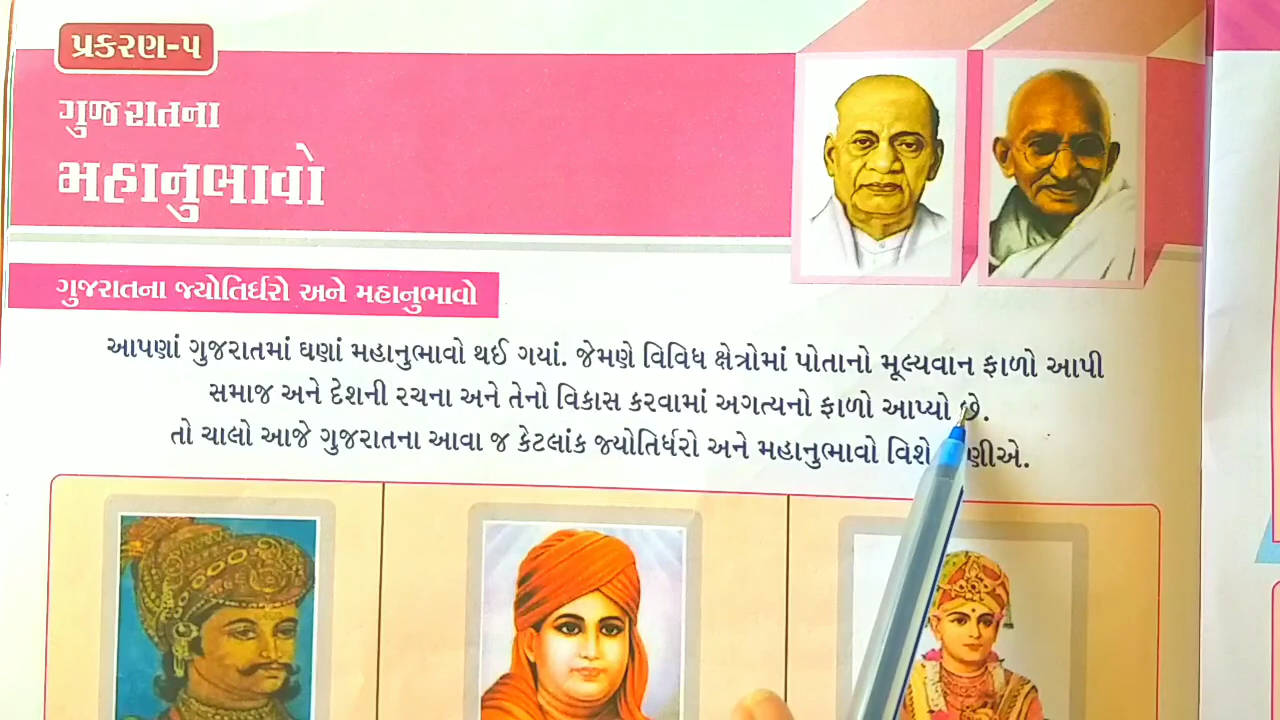 પ્રકરણ-૫
ગુજરાતના
મહાનુભાવો
ગુજરાતના જ્યોતિર્ધરો અને મહાનુભાવો
આપણાં ગુજરાતમાં ઘણાં મહાનુભાવો થઈ ગયાં. જેમણે વિવિધ ક્ષેત્રોમાં પોતાનો મૂલ્યવાન ફાળો આપી
સમાજ અને દેશની રચના અને તેનો વિકાસ કરવામાં અગત્યનો ફાળો આપ્યો છે.
તો ચાલો આજે ગુજરાતના આવા જ કેટલાંક જ્યોતિર્ધરો અને મહાનુભાવો વિશે